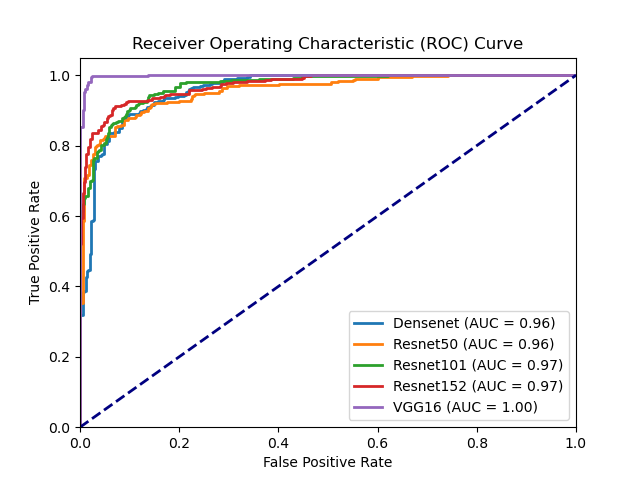 Receiver Operating Characteristic (ROC) Curve
1.0
0.8
0.6
0.4
0.2
0.0
True Positive Rate
Densenet (AUC = 0.96)
Resnet50 (AUC = 0.96)
Resnet101 (AUC = 0.97)
Resnet152 (AUC = 0.97)
VGG16 (AUC = 1.00)
0.0 0.2 0.4 0.6 0.8 1.0
False Positive Rate